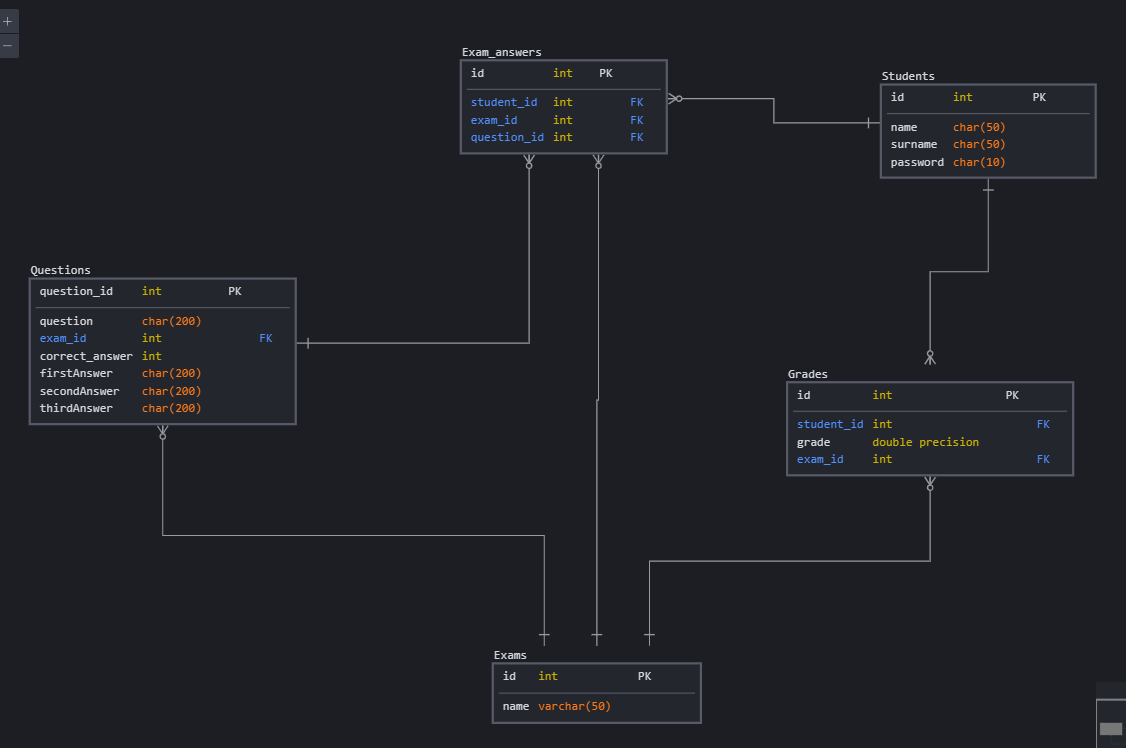 +
−
Exam_answers
id int PK
student_id int FK
exam_id int FK
question_id int FK
Students
id int PK
name char(50)
surname char(50)
password char(10)
Questions
question_id int PK
question char(200)
exam_id int FK
correct_answer int
firstAnswer char(200)
secondAnswer char(200)
thirdAnswer char(200)
Grades
id int PK
student_id int FK
grade double precision
exam_id int FK
Exams
id int PK
name varchar(50)